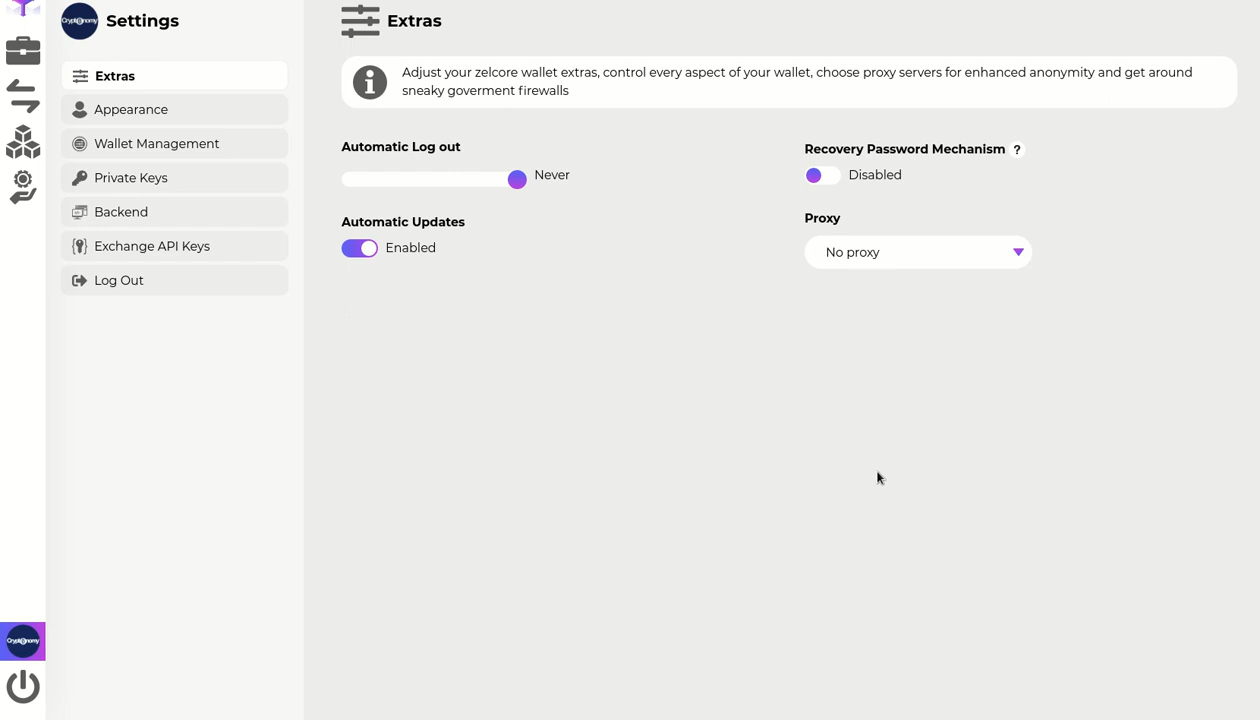 Settings
Extras
Appearance
Wallet Management
Private Keys
Backend
Exchange API Keys
Log Out
Extras
Adjust your zelcore wallet extras, control every aspect of your wallet, choose proxy servers for enhanced anonymity and get around
sneaky goverment firewalls
Automatic Log out
Never
Automatic Updates
Enabled
Recovery Password Mechanism ?
Disabled
Proxy
No proxy